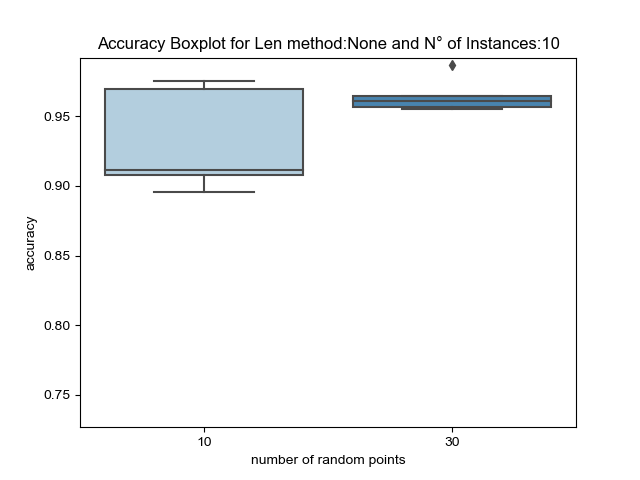 Accuracy Boxplot for Len method:None and N° of Instances:10
accuracy
0.95
0.90
0.85
0.80
0.75
10
30
number of random points